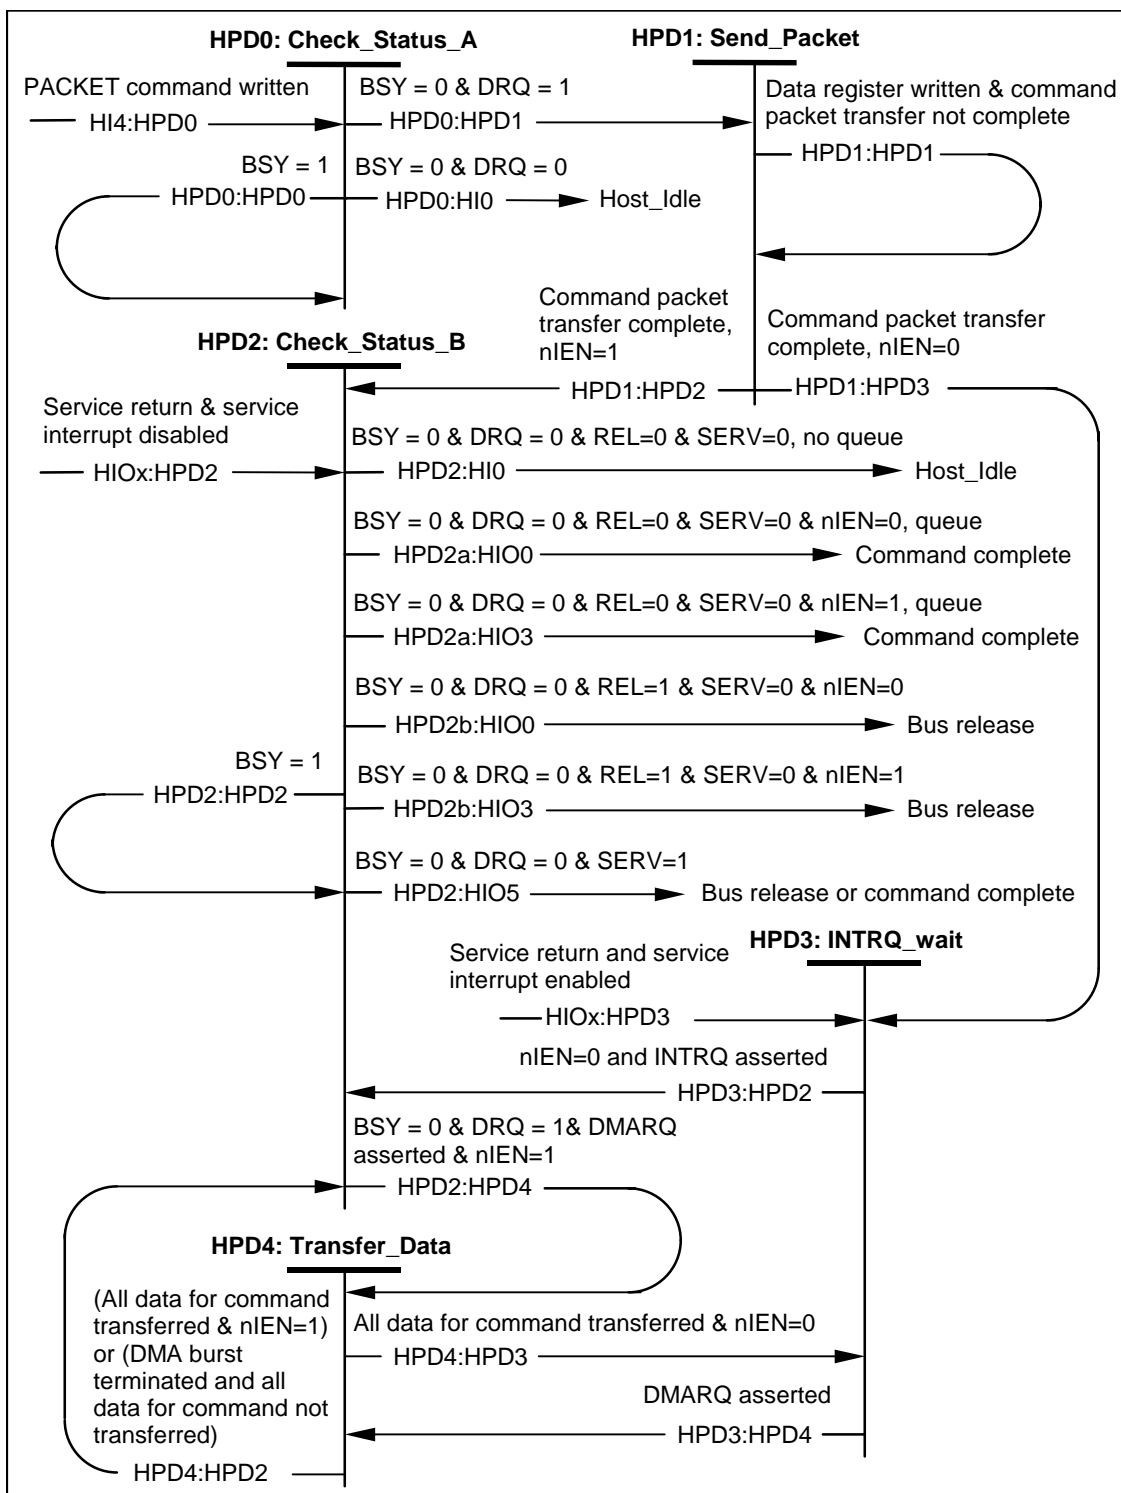 HPD0: Check_Status_A
HPD1: Send_Packet
PACKET command written
BSY = 0 & DRQ = 1
Data register written & command
packet transfer not complete
HI4:HPD0
HPD0:HPD1
HPD1:HPD1
BSY = 1
BSY = 0 & DRQ = 0
HPD0:HPD0
HPD0:HI0
Host_Idle
Command packet
transfer complete,
nIEN=1
Command packet transfer
complete, nIEN=0
HPD2: Check_Status_B
HPD1:HPD2
HPD1:HPD3
Service return & service
interrupt disabled
BSY = 0 & DRQ = 0 & REL=0 & SERV=0, no queue
HIOx:HPD2
HPD2:HI0
Host_Idle
BSY = 0 & DRQ = 0 & REL=0 & SERV=0 & nIEN=0, queue
HPD2a:HIO0
Command complete
BSY = 0 & DRQ = 0 & REL=0 & SERV=0 & nIEN=1, queue
HPD2a:HIO3
Command complete
BSY = 0 & DRQ = 0 & REL=1 & SERV=0 & nIEN=0
HPD2b:HIO0
Bus release
BSY = 1
BSY = 0 & DRQ = 0 & REL=1 & SERV=0 & nIEN=1
HPD2:HPD2
HPD2b:HIO3
Bus release
BSY = 0 & DRQ = 0 & SERV=1
HPD2:HIO5
Bus release or command complete
HPD3: INTRQ_wait
Service return and service
interrupt enabled
HIOx:HPD3
nIEN=0 and INTRQ asserted
HPD3:HPD2
BSY = 0 & DRQ = 1& DMARQ
asserted & nIEN=1
HPD2:HPD4
HPD4: Transfer_Data
(All data for command
transferred & nIEN=1)
or (DMA burst
terminated and all
data for command not
transferred)
All data for command transferred & nIEN=0
HPD4:HPD3
DMARQ asserted
HPD3:HPD4
HPD4:HPD2